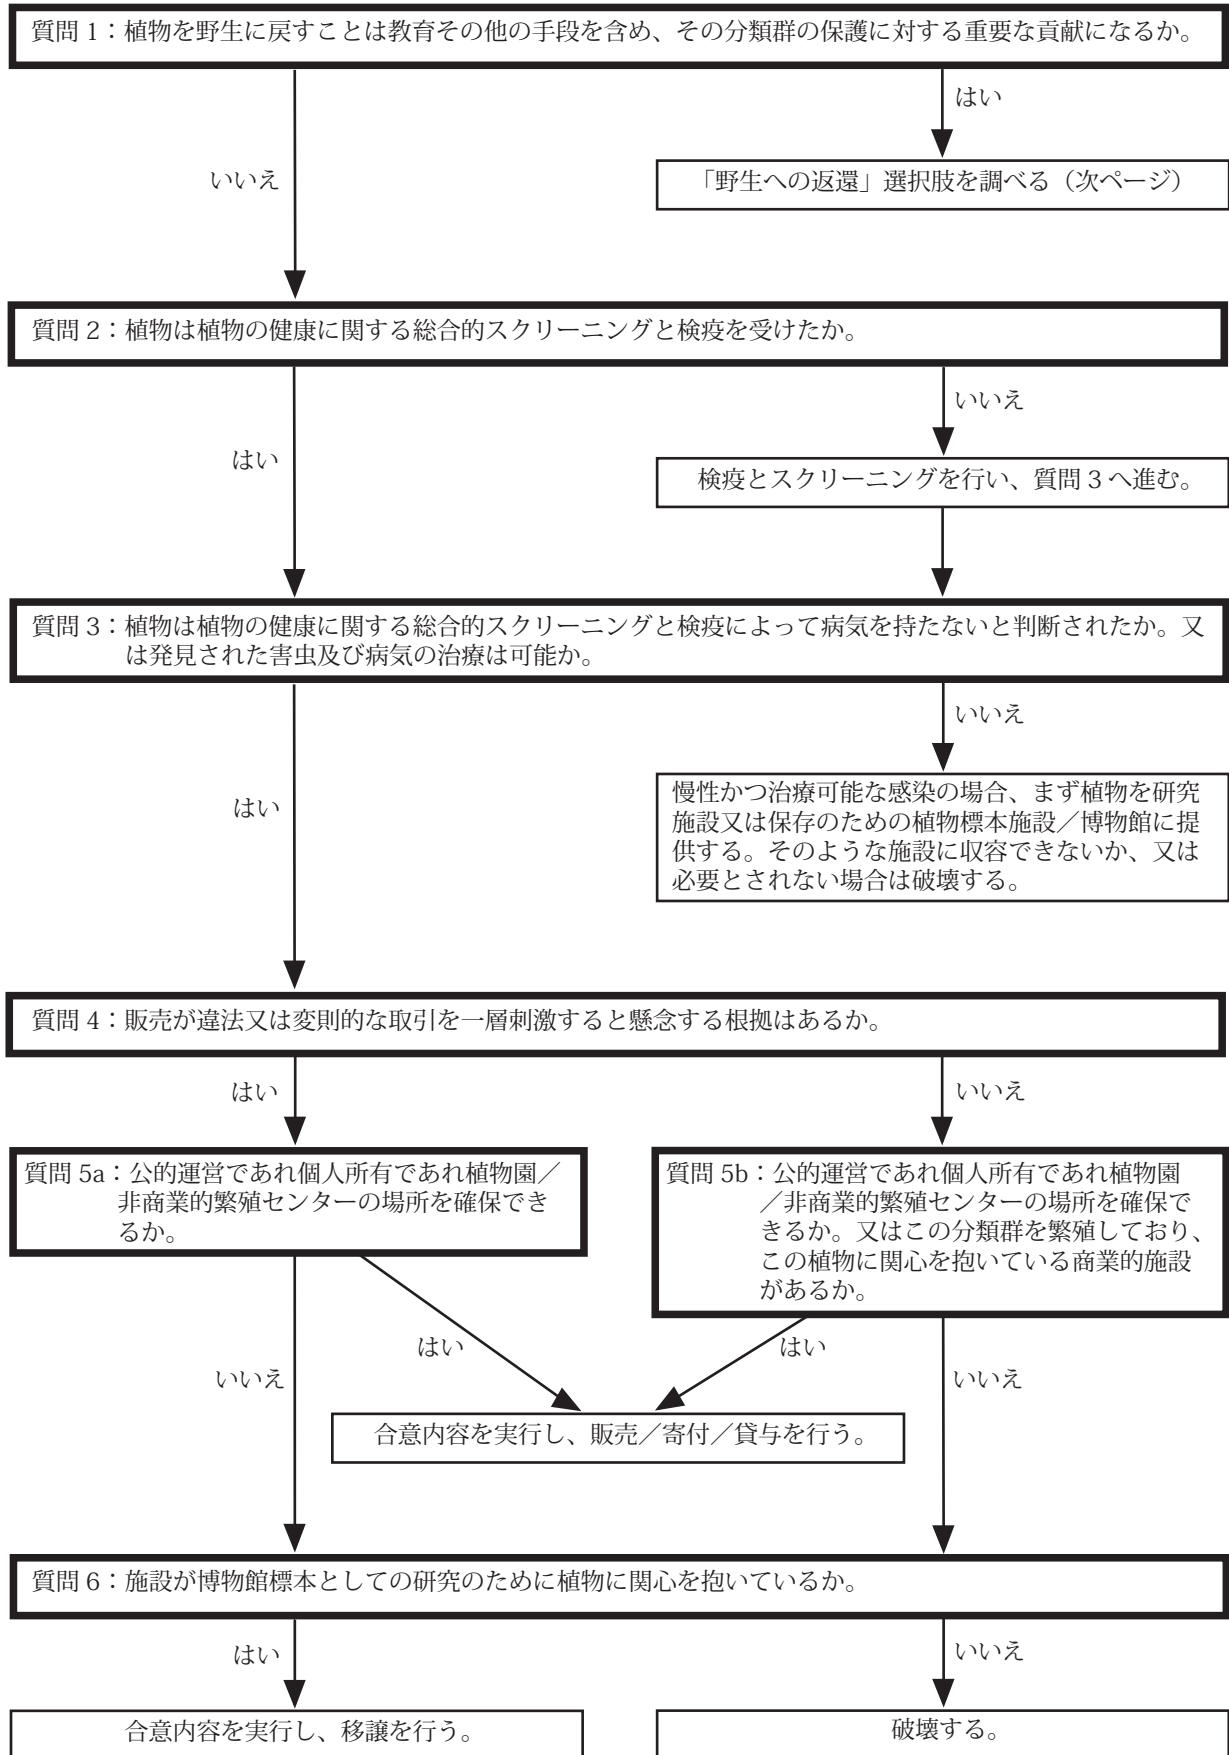 質問 1：植物を野生に戻すことは教育その他の手段を含め、その分類群の保護に対する重要な貢献になるか。
はい
いいえ
「野生への返還」選択肢を調べる（次ページ）
質問 2：植物は植物の健康に関する総合的スクリーニングと検疫を受けたか。
いいえ
はい
検疫とスクリーニングを行い、質問 3 へ進む。
質問 3：植物は植物の健康に関する総合的スクリーニングと検疫によって病気を持たないと判断されたか。又
は発見された害虫及び病気の治療は可能か。
いいえ
はい
慢性かつ治療可能な感染の場合、まず植物を研究
施設又は保存のための植物標本施設／博物館に提
供する。そのような施設に収容できないか、又は
必要とされない場合は破壊する。
質問 4：販売が違法又は変則的な取引を一層刺激すると懸念する根拠はあるか。
はい
いいえ
質問 5a：公的運営であれ個人所有であれ植物園／
非商業的繁殖センターの場所を確保でき
るか。
質問 5b：公的運営であれ個人所有であれ植物園
／非商業的繁殖センターの場所を確保で
きるか。又はこの分類群を繁殖しており、
この植物に関心を抱いている商業的施設
があるか。
はい
はい
いいえ
いいえ
合意内容を実行し、販売／寄付／貸与を行う。
質問 6：施設が博物館標本としての研究のために植物に関心を抱いているか。
はい
いいえ
合意内容を実行し、移譲を行う。
破壊する。